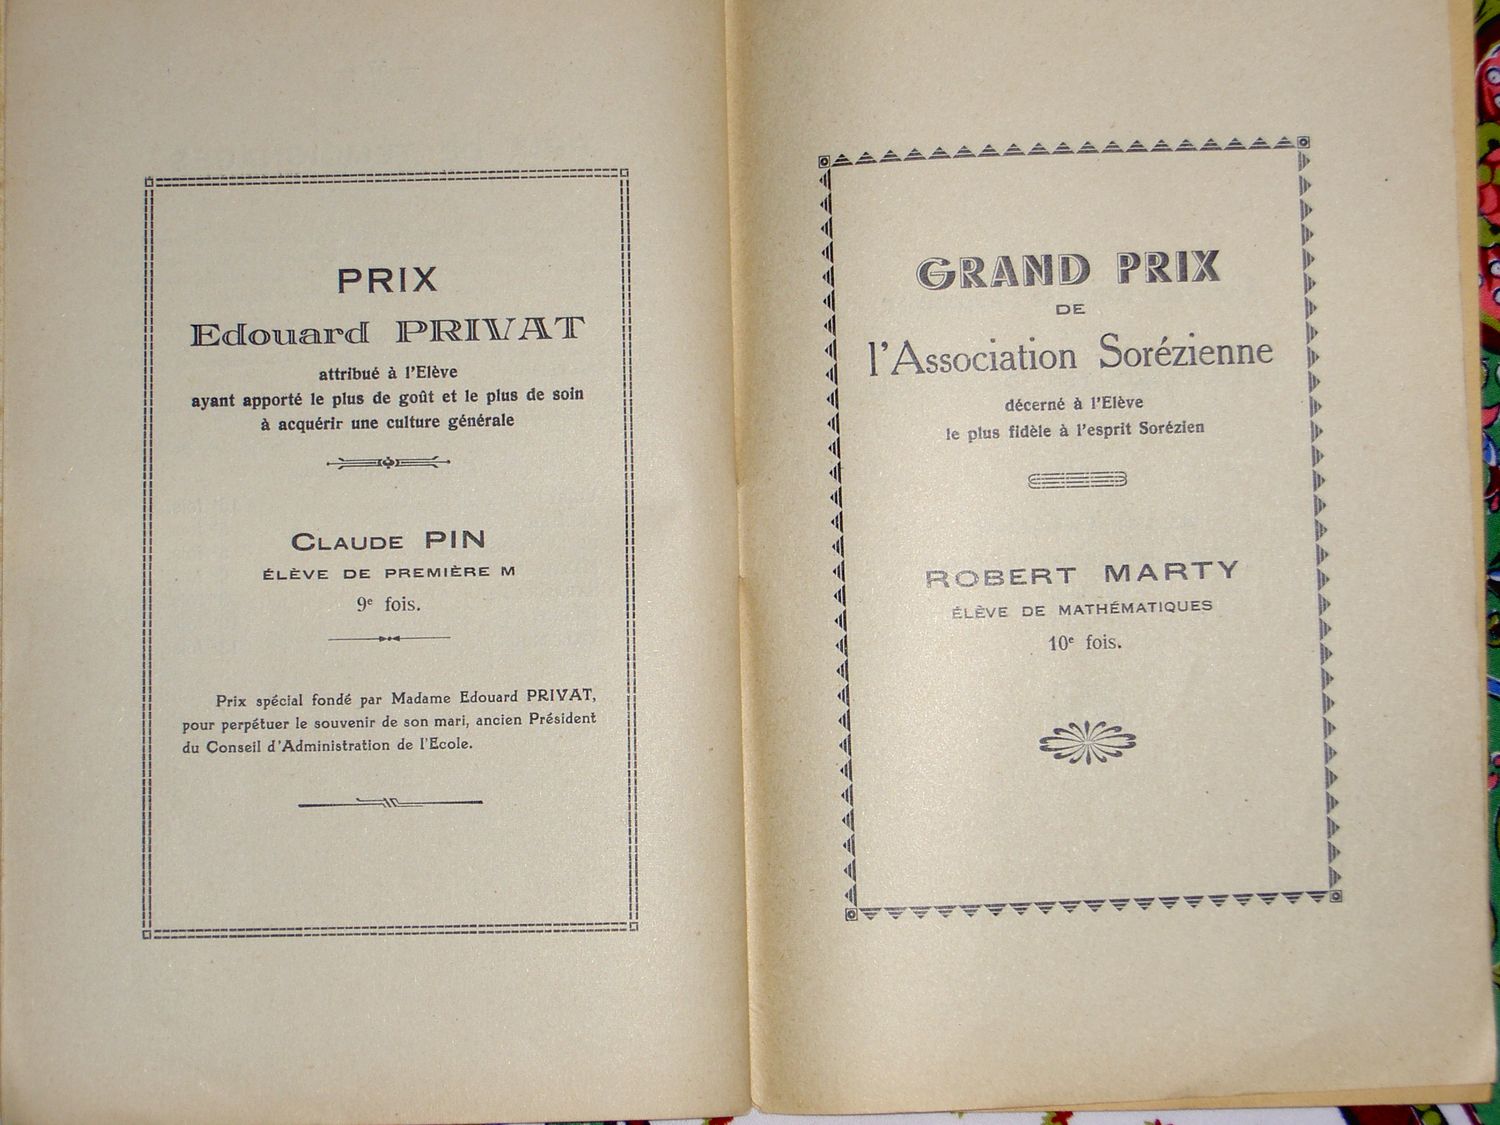 PRIX
Edouard PRIVAT
attribué à l'Elève
ayant apporté le plus de goût et le plus de soin
à acquérir une culture générale
CLAUDE PIN
ÉLÈVE DE PREMIÈRE M
9e fois.
Prix spécial fondé par Madame Edouard PRIVAT,
pour perpétuer le souvenir de son mari, ancien Président
du Conseil d'Administration de l'Ecole.
GRAND PRIX
DE
l'Association Sorézienne
décerné à l'Elève
le plus fidèle à l'esprit Sorézien
ROBERT MARTY
ÉLÈVE DE MATHÉMATIQUES
10e fois.